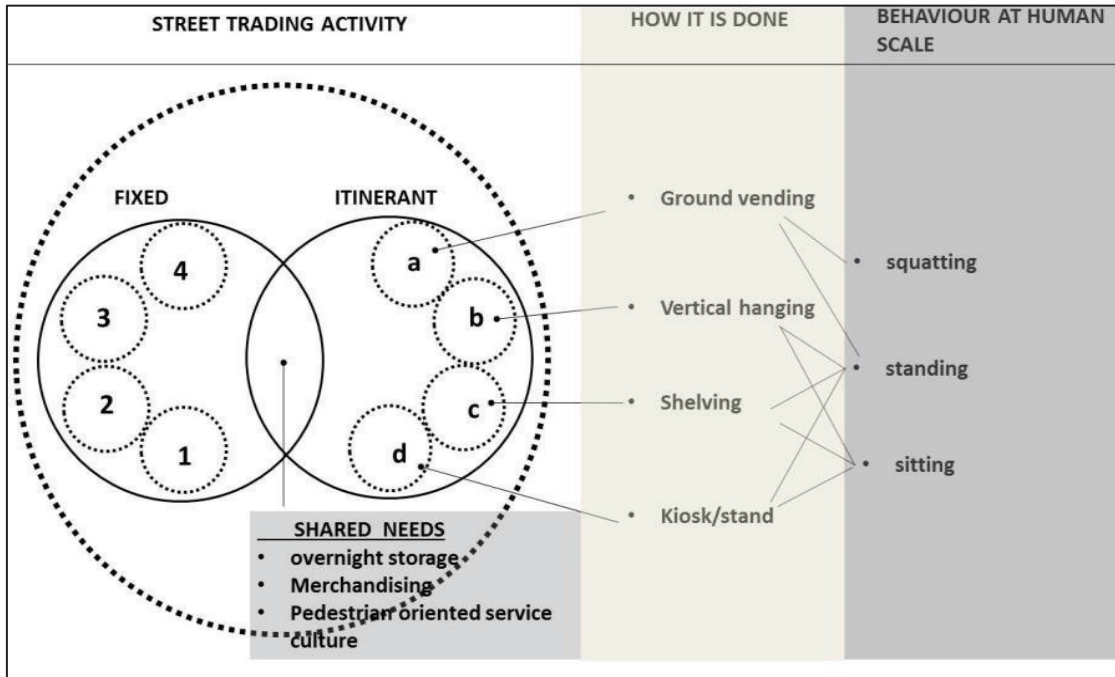 STREET TRADING ACTIVITY
HOW IT IS DONE
BEHAVIOUR AT HUMAN
SCALE
FIXED
ITINERANT
4
3
2
1
a
b
c
d
• Ground vending
• Vertical hanging
• Shelving
• Kiosk/stand
• squatting
• standing
• sitting
SHARED NEEDS
• overnight storage
• Merchandising
• Pedestrian oriented service
culture